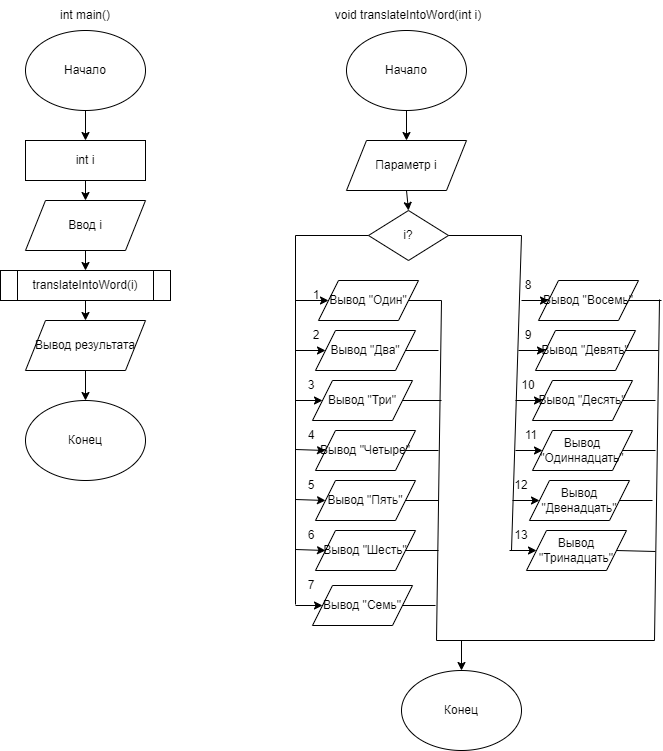 int main()
Начало
int i
Ввод i
translateIntoWord(i)
Вывод результата
Конец
void translateIntoWord(int i)
Начало
Параметр i
i?
1
Вывод "Один"
2
Вывод "Два"
3
Вывод "Три"
4
Вывод "Четыре"
5
Вывод "Пять"
6
Вывод "Шесть"
7
Вывод "Семь"
8
Вывод "Восемь"
9
Вывод "Девять"
10
Вывод "Десять"
11
Вывод
"Одиннадцать"
12
Вывод
"Двенадцать"
13
Вывод
"Тринадцать"
Конец